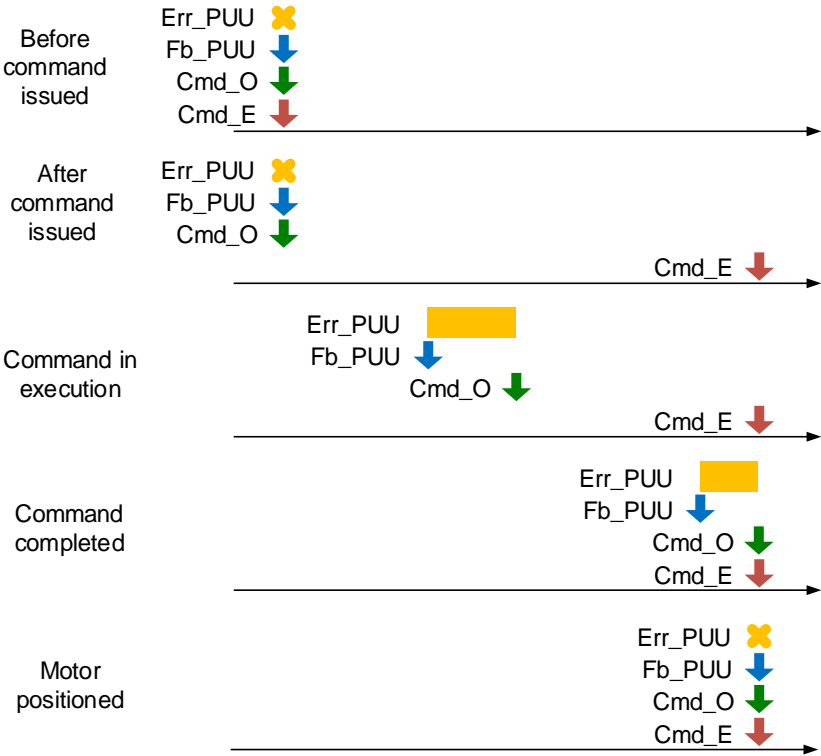 Before
command
issued
Err_PUU
Fb_PUU
Cmd_O
Cmd_E
After
command
issued
Err_PUU
Fb_PUU
Cmd_O
Cmd_E
Command in
execution
Err_PUU
Fb_PUU
Cmd_O
Cmd_E
Command
completed
Err_PUU
Fb_PUU
Cmd_O
Cmd_E
Motor
positioned
Err_PUU
Fb_PUU
Cmd_O
Cmd_E